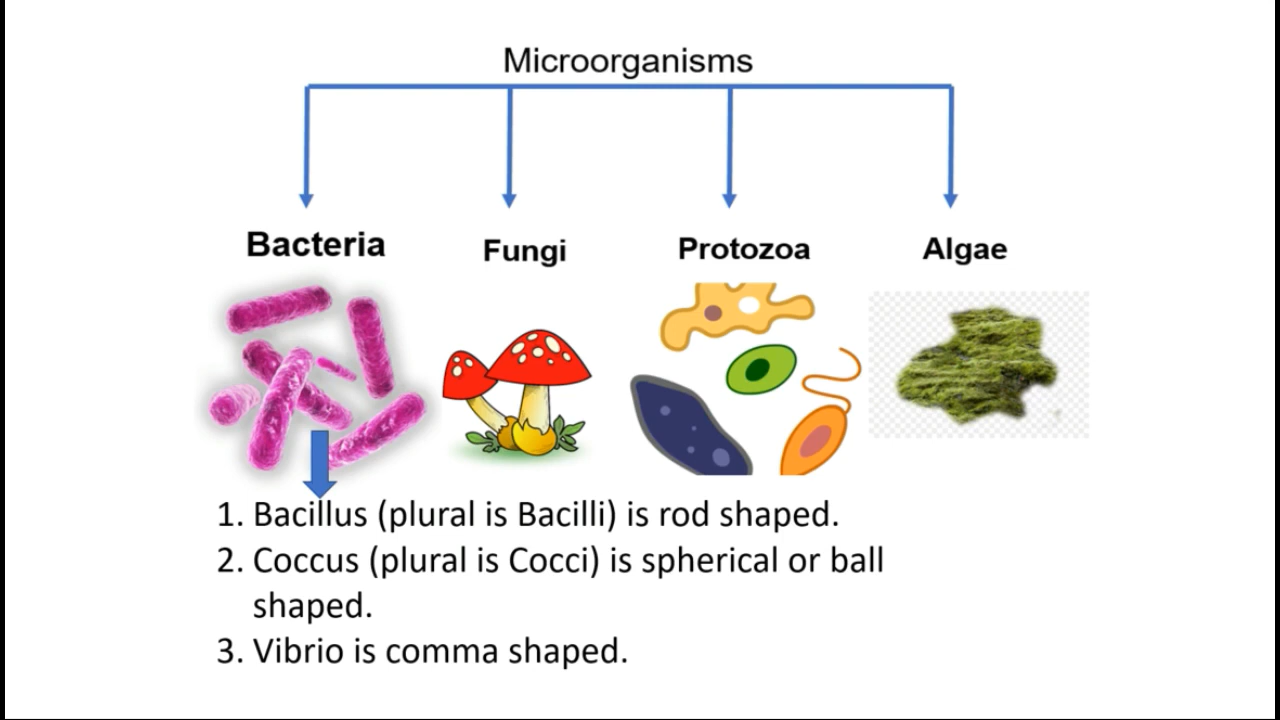 Microorganisms
Bacteria
Fungi
Protozoa
Algae
1. Bacillus (plural is Bacilli) is rod shaped.
2. Coccus (plural is Cocci) is spherical or ball
shaped.
3. Vibrio is comma shaped.